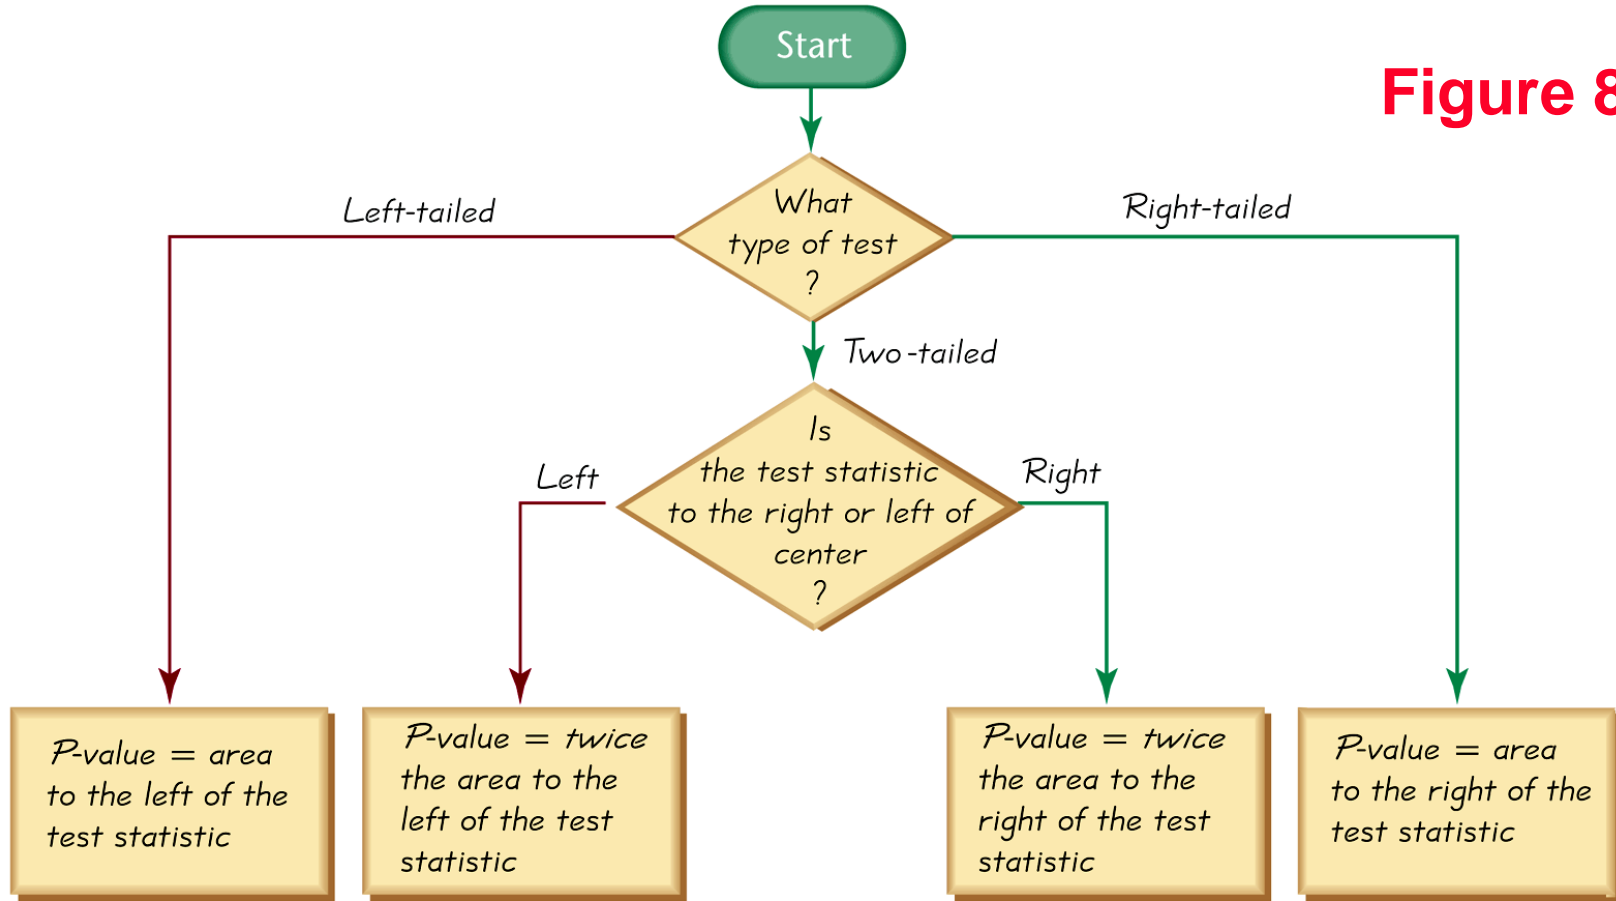 Start
Figure 8
What
type of test
?
Left-tailed
Right-tailed
Two-tailed
Is
the test statistic
to the right or left of
center
?
Left
Right
P-value = area
to the left of the
test statistic
P-value = twice
the area to the
left of the test
statistic
P-value = twice
the area to the
right of the test
statistic
P-value = area
to the right of the
test statistic